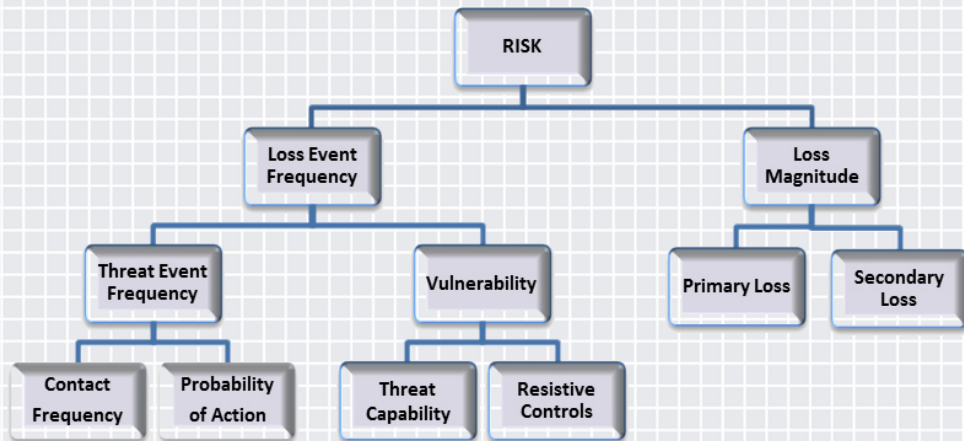 RISK
Loss Event
Frequency
Loss
Magnitude
Threat Event
Frequency
Vulnerability
Primary Loss
Secondary
Loss
Contact
Frequency
Probability
of Action
Threat
Capability
Resistive
Controls